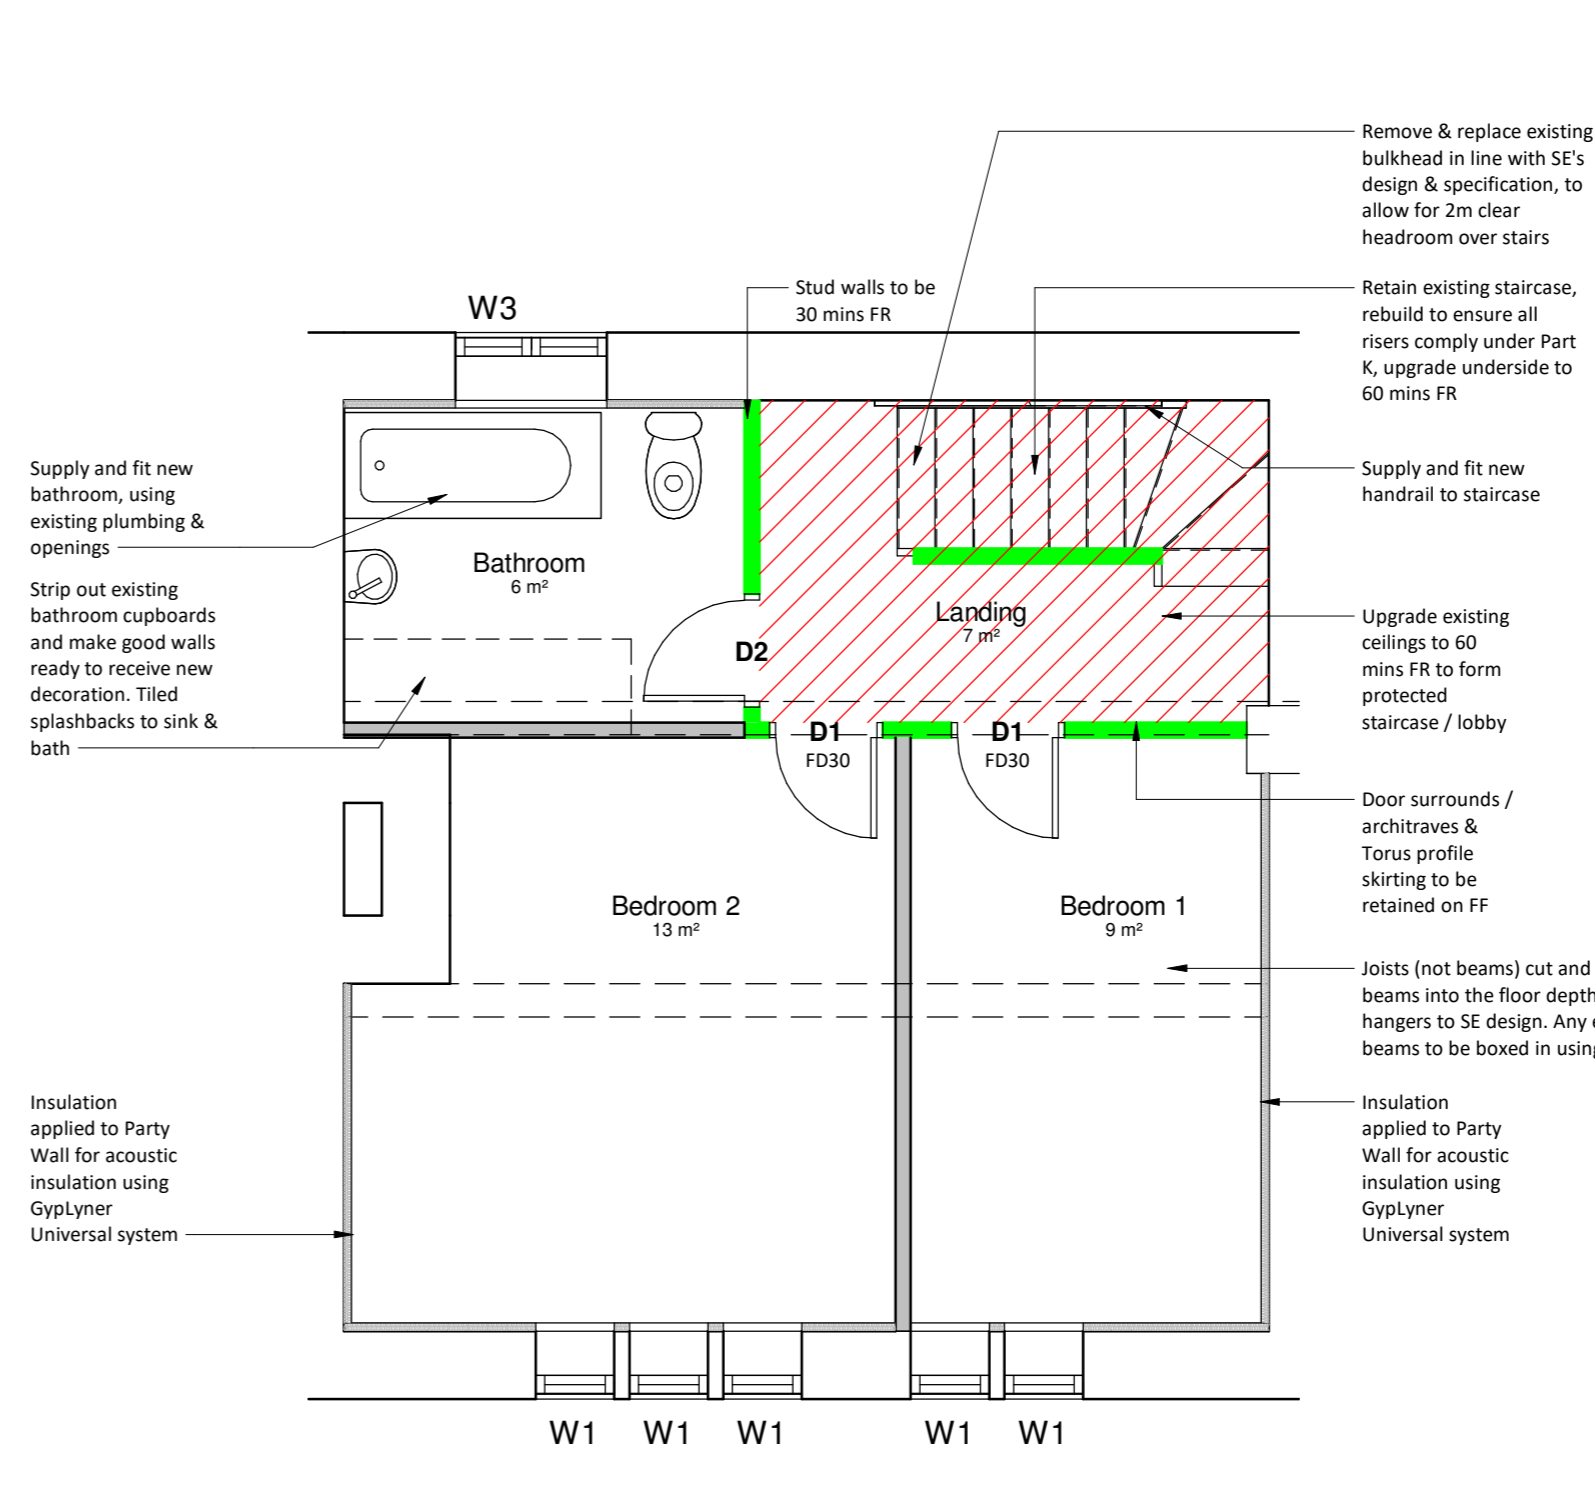 Remove & replace existing
bulkhead in line with SE's
design & specification, to
allow for 2m clear
headroom over stairs
Stud walls to be
30 mins FR
Retain existing staircase,
rebuild to ensure all
risers comply under Part
K, upgrade underside to
60 mins FR
W3
Supply and fit new
bathroom, using
existing plumbing &
openings
Supply and fit new
handrail to staircase
Bathroom
6 m²
Strip out existing
bathroom cupboards
and make good walls
ready to receive new
decoration. Tiled
splashbacks to sink &
bath
Landing
7 m²
Upgrade existing
ceilings to 60
mins FR to form
protected
staircase / lobby
D2
D1
FD30
D1
FD30
Door surrounds /
architraves &
Torus profile
skirting to be
retained on FF
Bedroom 2
13 m²
Bedroom 1
9 m²
Joists (not beams) cut and
beams into the floor depth
hangers to SE design. Any
beams to be boxed in using
Insulation
applied to Party
Wall for acoustic
insulation using
GypLyner
Universal system
Insulation
applied to Party
Wall for acoustic
insulation using
GypLyner
Universal system
W1 W1 W1 W1 W1